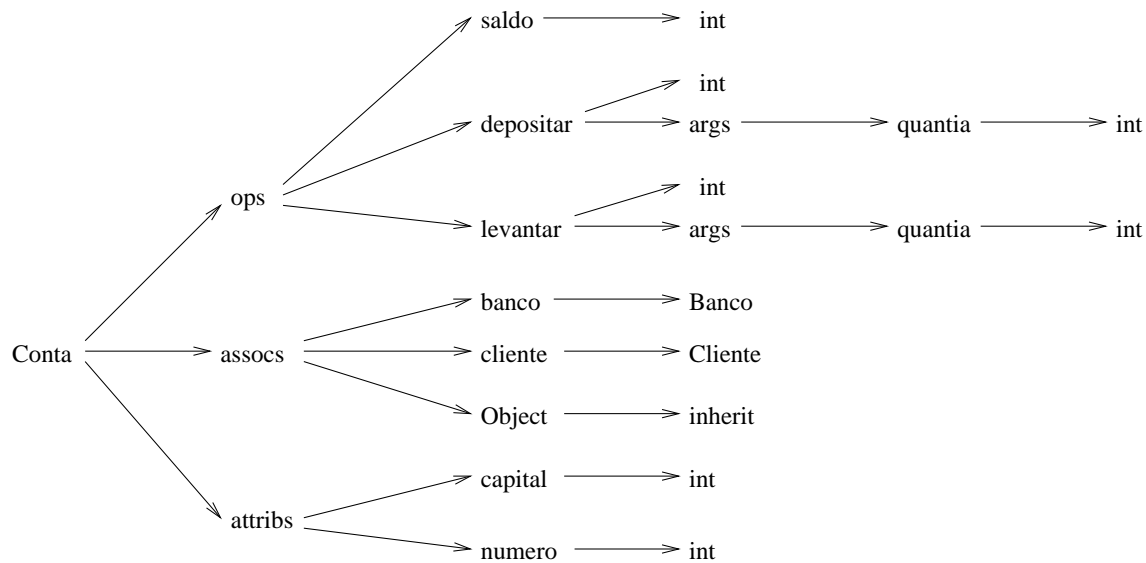 saldo int
int
depositar args quantia int
int
ops
levantar args quantia int
banco Banco
Conta assocs cliente Cliente
Object inherit
capital int
attribs
numero int